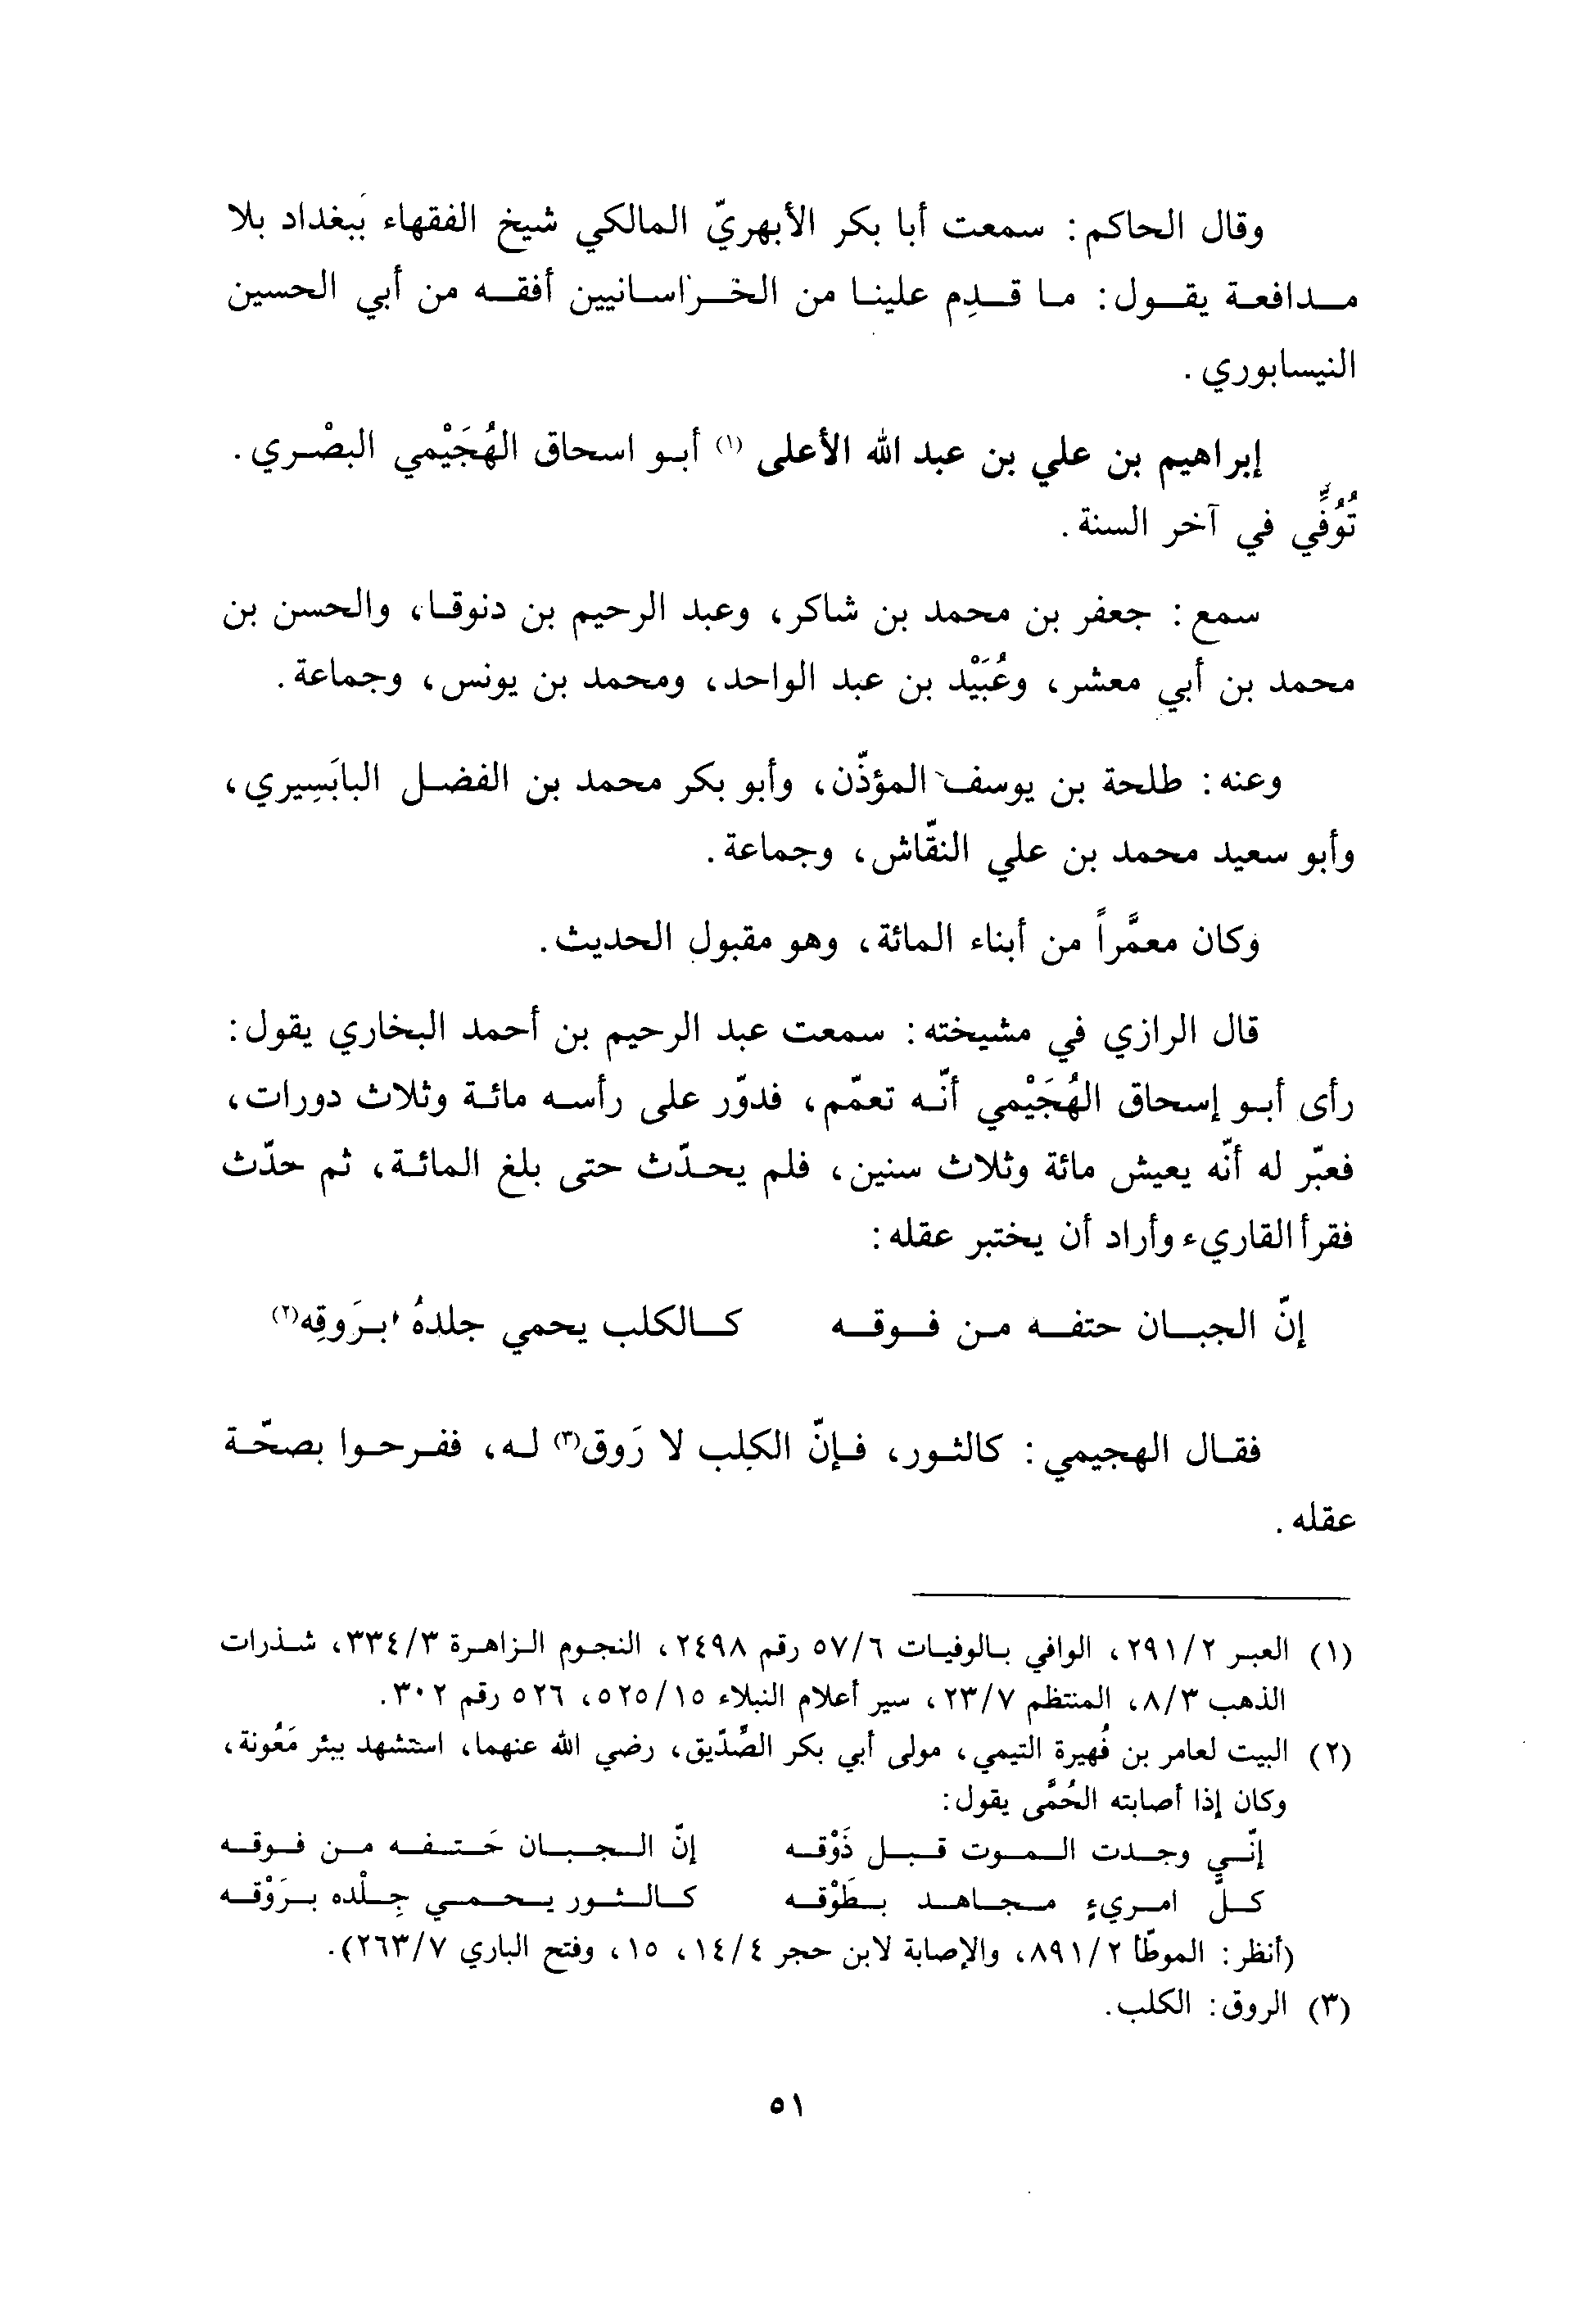 وقال الحاكم: سمعت أبا بكر الأبهريّ المالكي شيخ الفقهاء ببغداد بلا
مدافعة يقول: ما قدِم علينا من الخراسانيين أفقه من أبي الحسين
النيسابوري.
إبراهيم بن علي بن عبد الله الأعلى (١) أبو اسحاق الهُجَيْمي البصْري.
تُوُفِّي في آخر السنة.
سمع: جعفر بن محمد بن شاكر، وعبد الرحيم بن دنوقا، والحسن بن
محمد بن أبي معشر، وعُبَيْد بن عبد الواحد، ومحمد بن يونس، وجماعة.
وعنه: طلحة بن يوسف المؤذّن، وأبو بكر محمد بن الفضل البابَسِيري،
وأبو سعيد محمد بن علي النقّاش، وجماعة.
وكان معمَّراً من أبناء المائة، وهو مقبول الحديث.
قال الرازي في مشيخته: سمعت عبد الرحيم بن أحمد البخاري يقول:
رأى أبو إسحاق الهُجَيْمي أنّه تعمّم، فدوّر على رأسه مائة وثلاث دورات،
فعبّر له أنّه يعيش مائة وثلاث سنين، فلم يحدّث حتى بلغ المائة، ثم حدّث
فقرأ القاريء وأراد أن يختبر عقله:
إنّ الجبان حتفه من فوقه كالكلب يحمي جلدهُ برَوقِه(٢)
فقال الهجيمي: كالثور، فإنّ الكلب لا رَوق(٣) له، ففرحوا بصحّة
عقله.
(١) العبر ٢/ ٢٩١، الوافي بالوفيات ٦/ ٥٧ رقم ٢٤٩٨، النجوم الزاهرة ٣/ ٣٣٤، شذرات
الذهب ٣/ ٨، المنتظم ٧/ ٢٣، سير أعلام النبلاء ١٥/ ٥٢٥، ٥٢٦ رقم ٣٠٢.
(٢) البيت لعامر بن فُهيرة التيمي، مولى أبي بكر الصّدّيق، رضي الله عنهما، استشهد ببئر مَعُونة،
وكان إذا أصابته الحُمَّى يقول:
إنّي وجدت الموت قبل ذَوْقه إنّ الجبان حَتفه من فوقه
كلّ امريءٍ مجاهد بطَوْقه كالثور يحمي جِلْده برَوْقه
(أنظر: الموطّأ ٢/ ٨٩١، والإصابة لابن حجر ٤/ ١٤، ١٥، وفتح الباري ٧/ ٢٦٣).
(٣) الروق: الكلب.
٥١